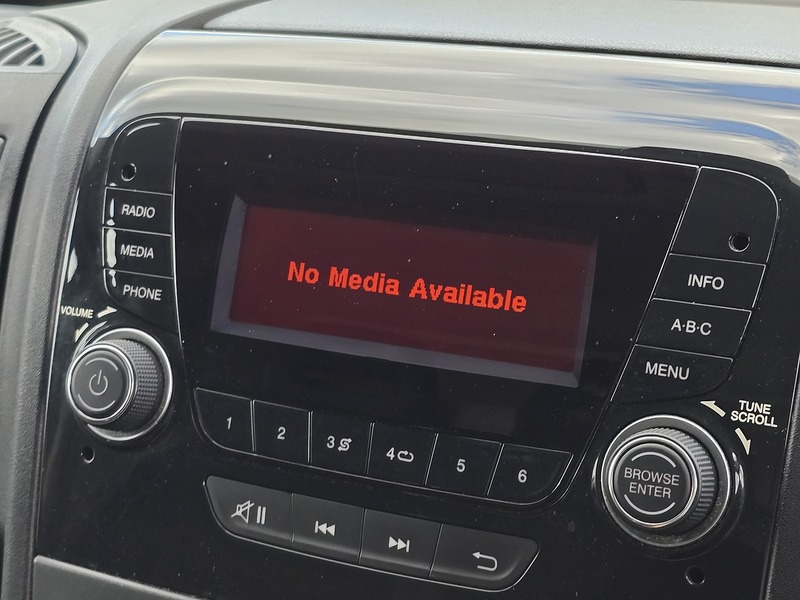 RADIO
MEDIA
PHONE
VOLUME
No Media Available
INFO
A·B·C
MENU
TUNE
SCROLL
BROWSE
ENTER
1
2
3
4
5
6